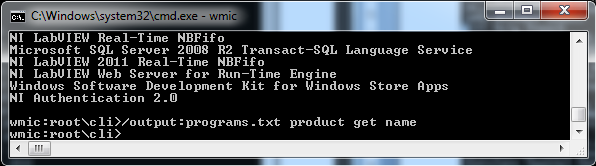 C:\Windows\system32\cmd.exe - wmic
NI LabVIEW Real-Time NBFifo
Microsoft SQL Server 2008 R2 Transact-SQL Language Service
NI LabVIEW 2011 Real-Time NBFifo
NI LabVIEW Web Server for Run-Time Engine
Windows Software Development Kit for Windows Store Apps
NI Authentication 2.0
wmic:root\cli>/output:programs.txt product get name
wmic:root\cli>